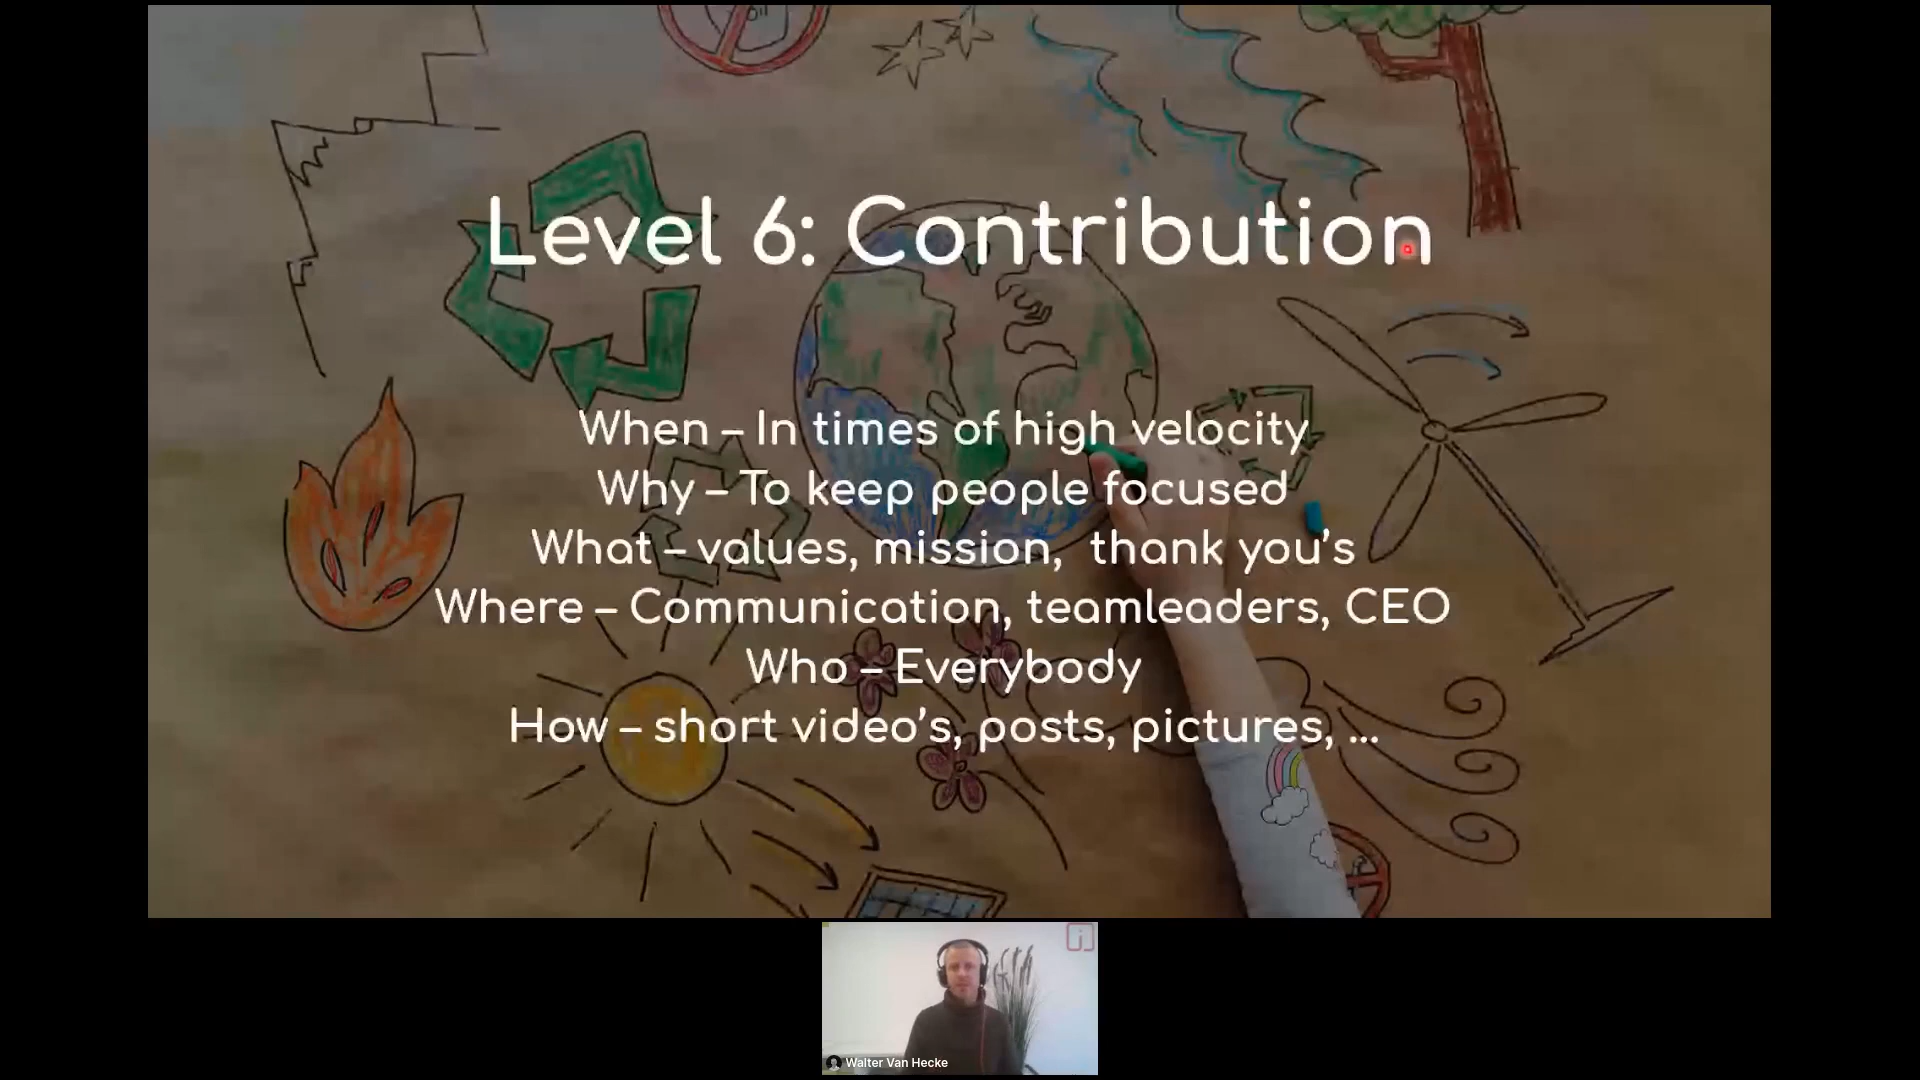 Level 6: Contribution
When – In times of high velocity
Why – To keep people focused
What – values, mission,  thank you's
Where – Communication, teamleaders, CEO
Who – Everybody
How – short video's, posts, pictures, ...
Walter Van Hecke